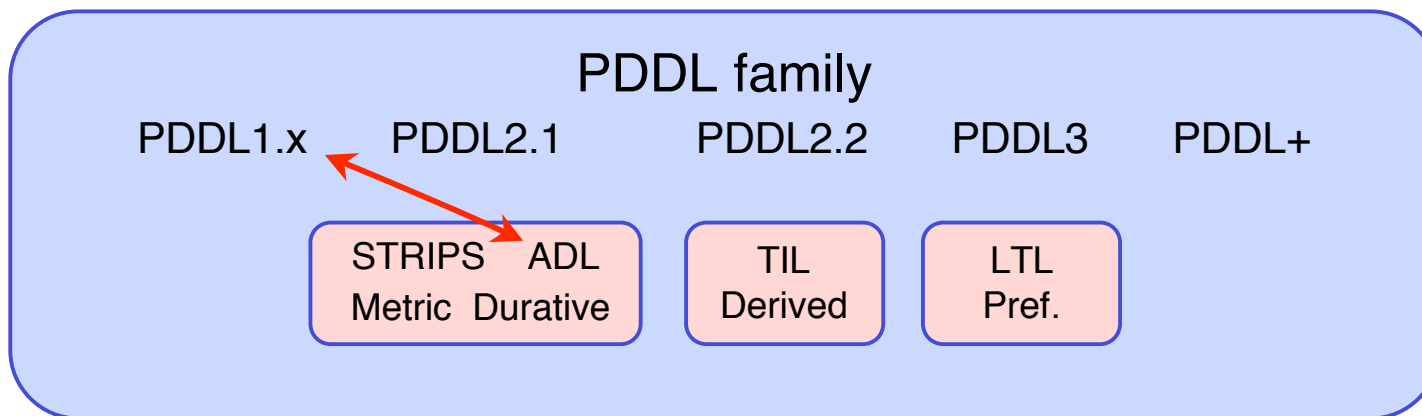 PDDL family
PDDL1.x PDDL2.1 PDDL2.2 PDDL3 PDDL+
STRIPS ADL
Metric Durative
TIL
Derived
LTL
Pref.